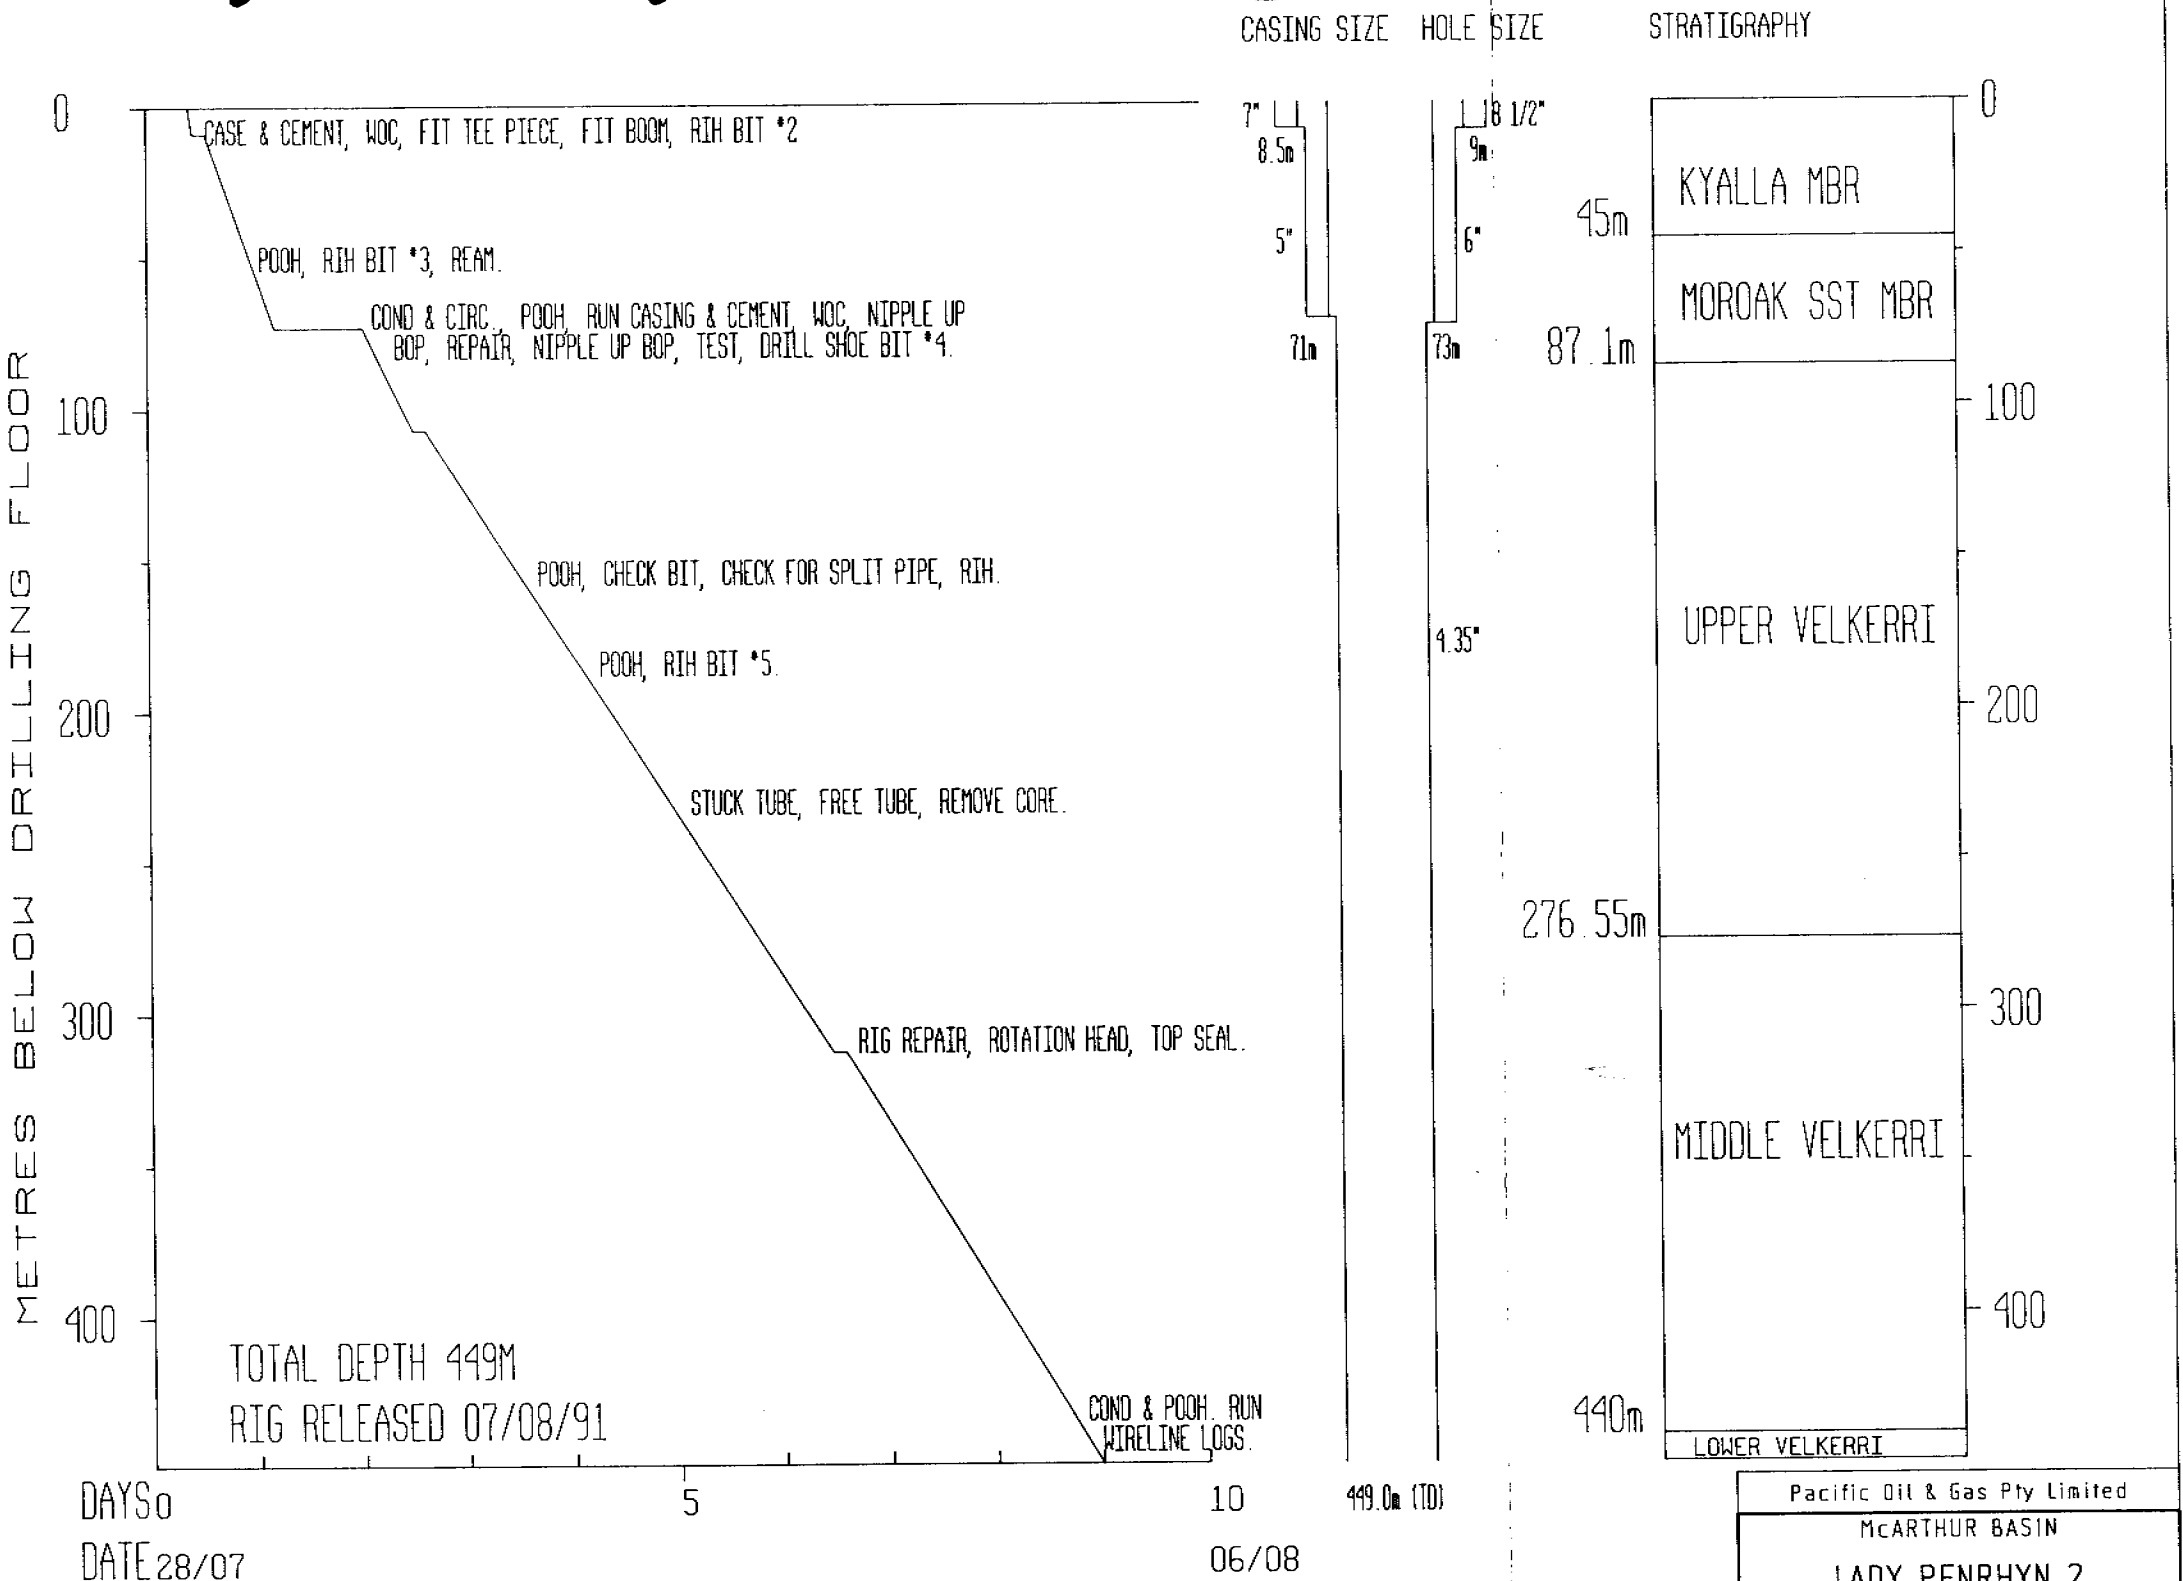 CASING SIZE HOLE SIZE STRATIGRAPHY
METRES BELOW DRILLING FLOOR
0
100
200
300
400
CASE & CEMENT, WOC, FIT TEE PIECE, FIT BOOM, RIH BIT #2
POOH, RIH BIT #3, REAM.
COND & CIRC., POOH, RUN CASING & CEMENT, WOC, NIPPLE UP
BOP, REPAIR, NIPPLE UP BOP, TEST, DRILL SHOE BIT #4.
POOH, CHECK BIT, CHECK FOR SPLIT PIPE, RIH.
POOH, RIH BIT #5.
STUCK TUBE, FREE TUBE, REMOVE CORE.
RIG REPAIR, ROTATION HEAD, TOP SEAL.
COND & POOH. RUN
WIRELINE LOGS.
TOTAL DEPTH 449M
RIG RELEASED 07/08/91
DAYS 0 5 10
DATE 28/07 06/08
7" 8 1/2"
8.5m 9m
5" 6"
71m 73m
4.35"
449.0m (TD)
KYALLA MBR
45m
MOROAK SST MBR
87.1m
UPPER VELKERRI
276.55m
MIDDLE VELKERRI
440m
LOWER VELKERRI
0
100
200
300
400
Pacific Oil & Gas Pty Limited
McARTHUR BASIN
LADY PENRHYN 2